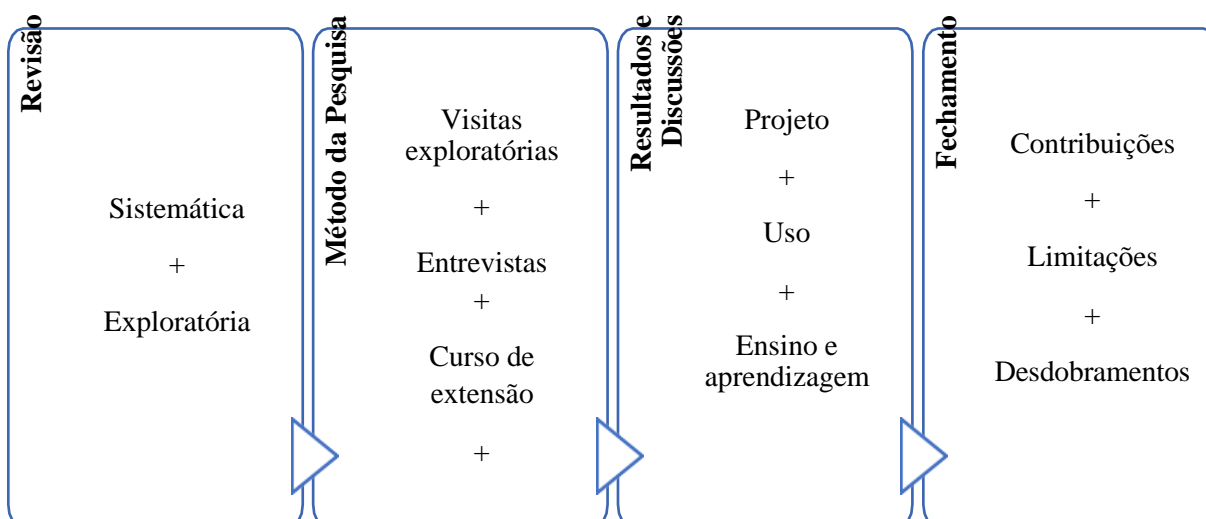 Revisão
Sistemática
+
Exploratória
Método da Pesquisa
Visitas
exploratórias
+
Entrevistas
+
Curso de
extensão
+
Resultados e
Discussões
Projeto
+
Uso
+
Ensino e
aprendizagem
Fechamento
Contribuições
+
Limitações
+
Desdobramentos